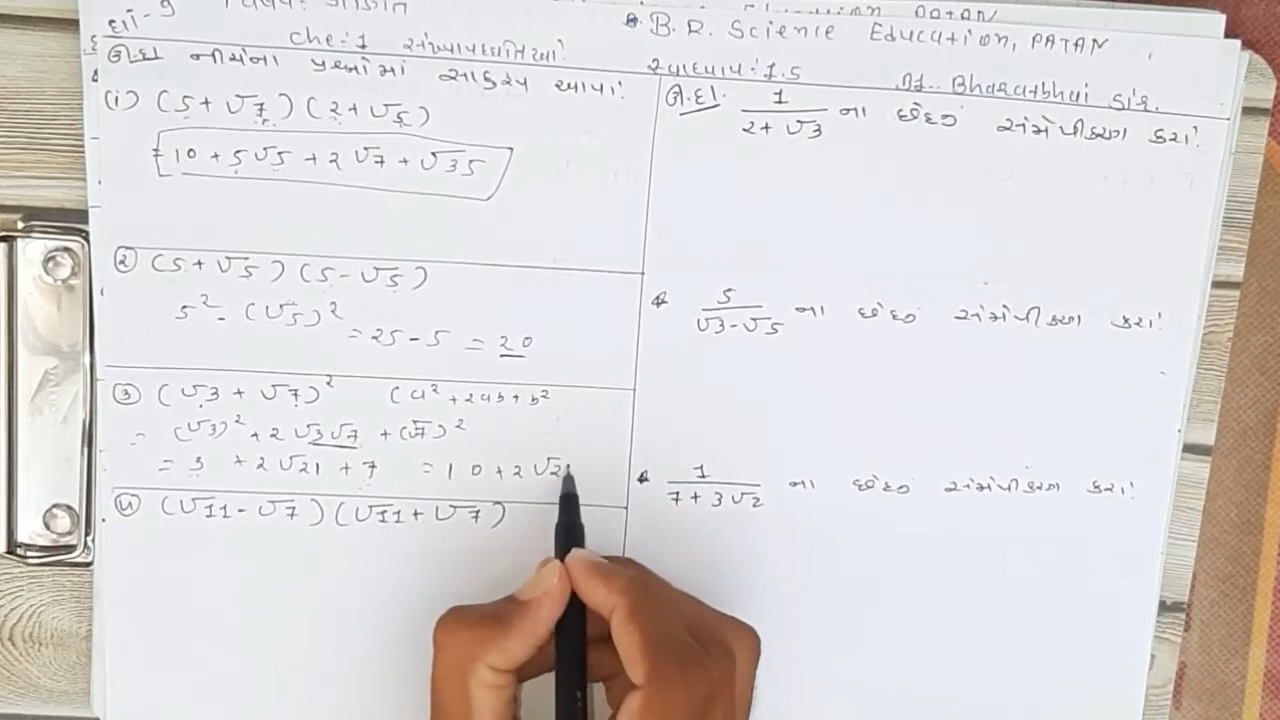 ધો-9
B.R. Science Education, PATAN
Che:1 સંખ્યાપદ્ધતિઓ
સ્વાધ્યાય:1.5
By. Bharatbhai Sir.
ઉ.દા નીચેના પ્રશ્નોમાં સાદુરૂપ આપો:
(i) (5+√7)(2+√5)
= 10 + 5√5 + 2√7 + √35
② (5+√5)(5-√5)
5² - (√5)²
= 25 - 5 = 20
③ (√3 + √7)² (a² + 2ab + b²
= (√3)² + 2√3√7 + (√7)²
= 3 + 2√21 + 7 = 10 + 2√21
④ (√11 - √7)(√11 + √7)
ઉ.દા. 1/(2+√3) ના છેદનું સંમેયીકરણ કરો:
* 5/(√3-√5) ના છેદનું સંમેયીકરણ કરો:
* 1/(7+3√2) ના છેદનું સંમેયીકરણ કરો: